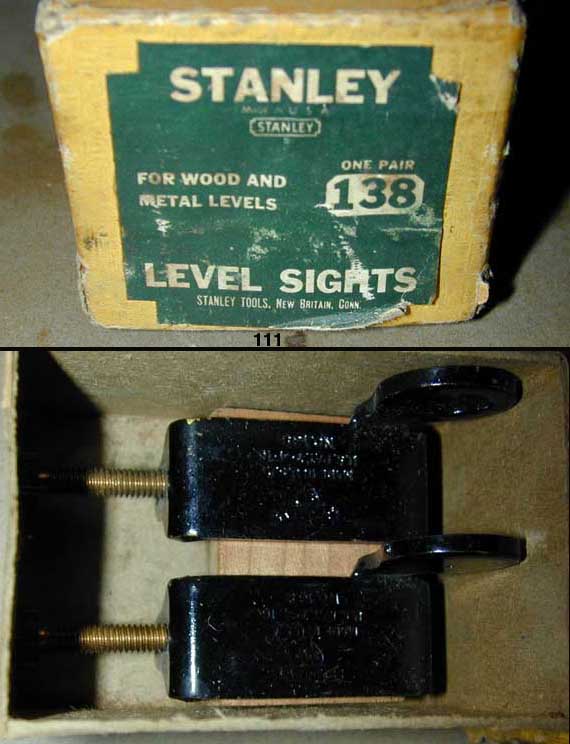 STANLEY
MADE IN U.S.A
STANLEY
FOR WOOD AND
METAL LEVELS
ONE PAIR
138
LEVEL SIGHTS
STANLEY TOOLS, NEW BRITAIN, CONN.
111